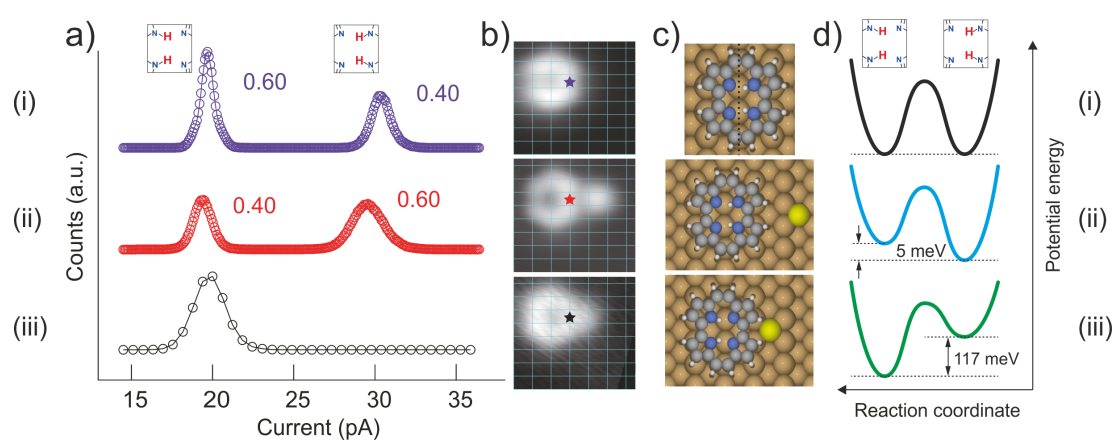 a)
b)
c)
d)
N H
H
N N
N H
H
N N
N H
N H N
N H
N H N
(i)
0.60
0.40
(i)
(ii)
0.40
0.60
5 meV
(ii)
(iii)
117 meV
(iii)
Counts (a.u.)
Potential energy
15 20 25 30 35
Current (pA)
Reaction coordinate